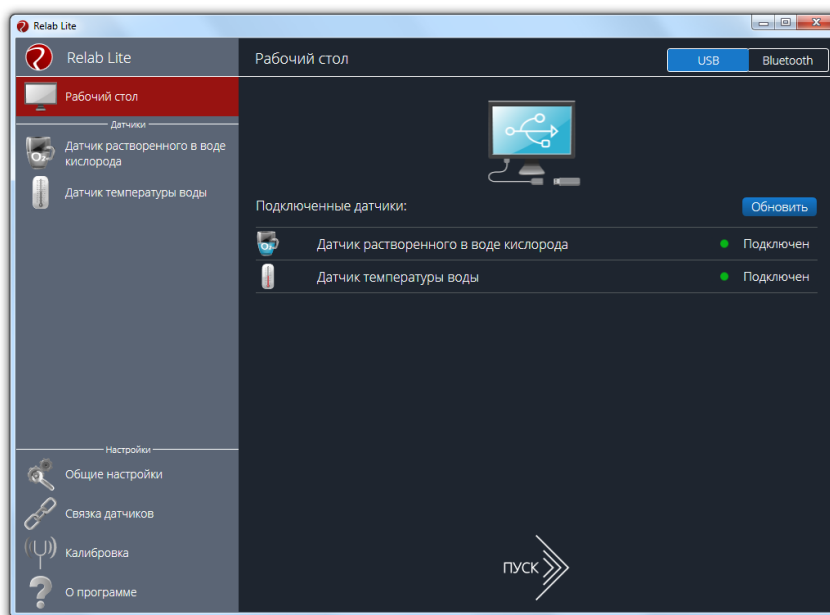 Relab Lite
Relab Lite
Рабочий стол
USB
Bluetooth
Рабочий стол
Датчики
Датчик растворенного в воде
кислорода
Датчик температуры воды
Подключенные датчики:
Обновить
O₂
Датчик растворенного в воде кислорода
Подключен
Датчик температуры воды
Подключен
Настройки
Общие настройки
Связка датчиков
Калибровка
О программе
ПУСК